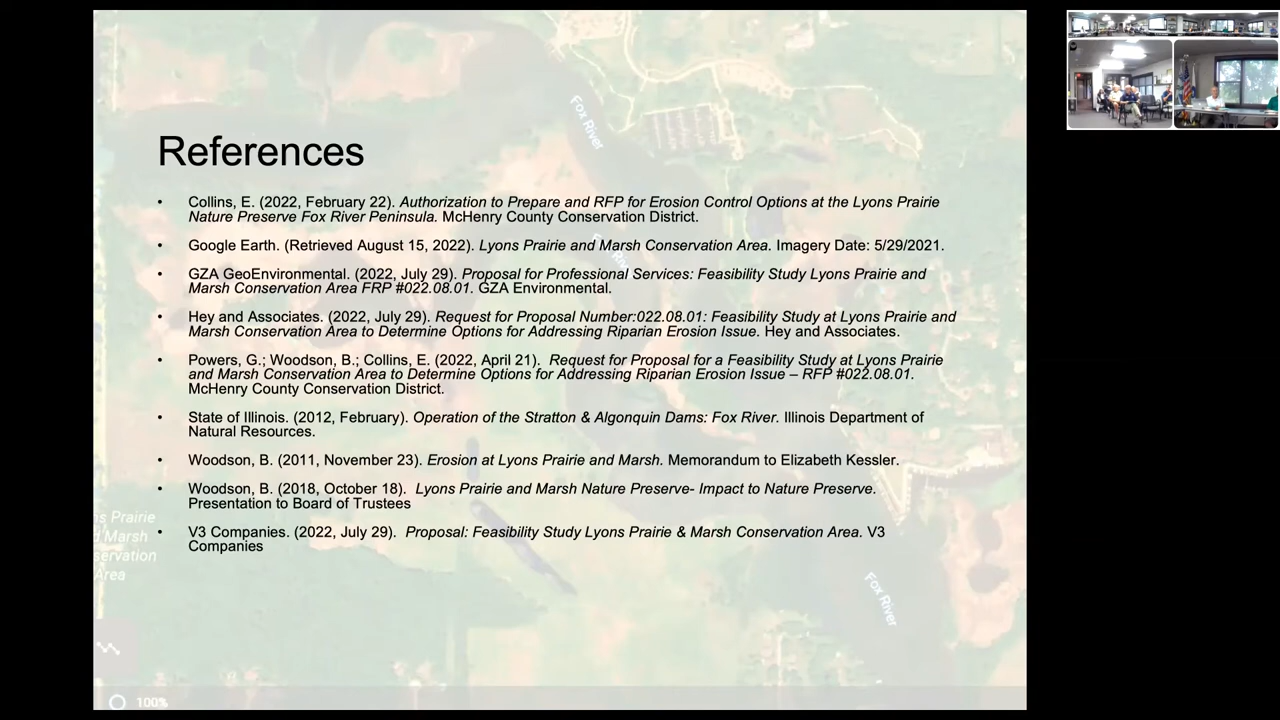 References
• Collins, E. (2022, February 22). Authorization to Prepare and RFP for Erosion Control Options at the Lyons Prairie
Nature Preserve Fox River Peninsula. McHenry County Conservation District.
• Google Earth. (Retrieved August 15, 2022). Lyons Prairie and Marsh Conservation Area. Imagery Date: 5/29/2021.
• GZA GeoEnvironmental. (2022, July 29). Proposal for Professional Services: Feasibility Study Lyons Prairie and
Marsh Conservation Area FRP #022.08.01. GZA Environmental.
• Hey and Associates. (2022, July 29). Request for Proposal Number:022.08.01: Feasibility Study at Lyons Prairie and
Marsh Conservation Area to Determine Options for Addressing Riparian Erosion Issue. Hey and Associates.
• Powers, G.; Woodson, B.; Collins, E. (2022, April 21). Request for Proposal for a Feasibility Study at Lyons Prairie
and Marsh Conservation Area to Determine Options for Addressing Riparian Erosion Issue – RFP #022.08.01.
McHenry County Conservation District.
• State of Illinois. (2012, February). Operation of the Stratton & Algonquin Dams: Fox River. Illinois Department of
Natural Resources.
• Woodson, B. (2011, November 23). Erosion at Lyons Prairie and Marsh. Memorandum to Elizabeth Kessler.
• Woodson, B. (2018, October 18). Lyons Prairie and Marsh Nature Preserve- Impact to Nature Preserve.
Presentation to Board of Trustees
• V3 Companies. (2022, July 29). Proposal: Feasibility Study Lyons Prairie & Marsh Conservation Area. V3
Companies
Fox River
Fox River
ns Prairie
d Marsh
servation
Area
Fox River
100%